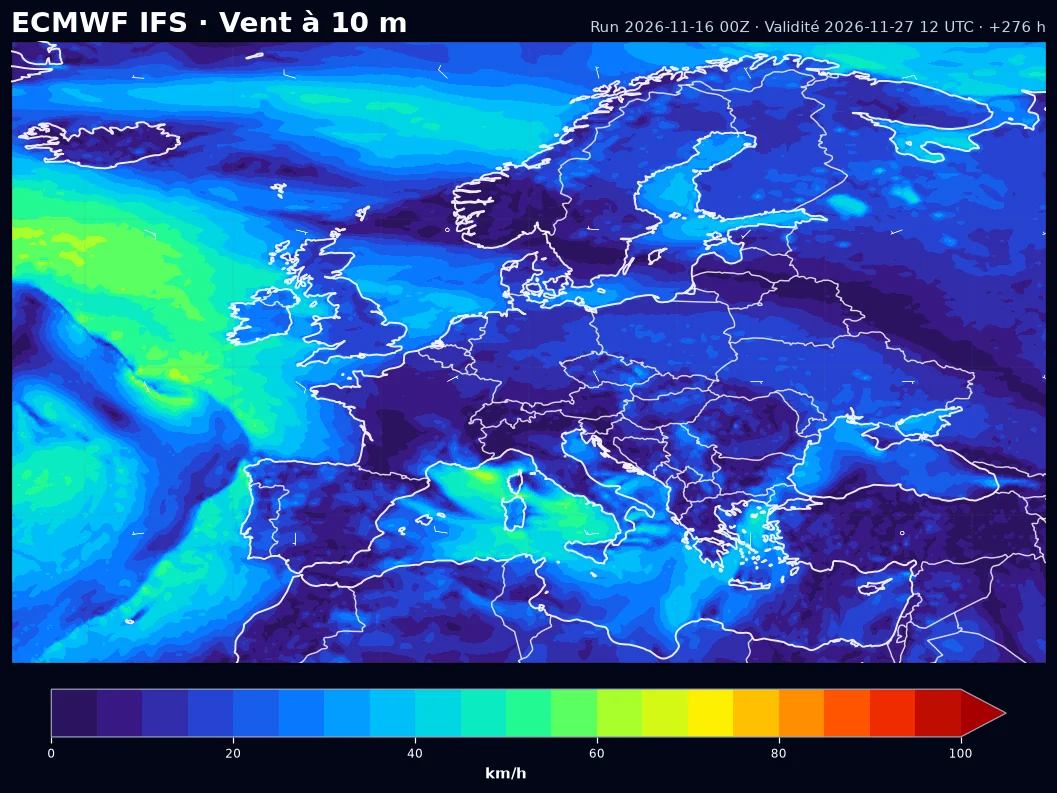 ECMWF IFS · Vent à 10 m
Run 2026-11-16 00Z · Validité 2026-11-27 12 UTC · +276 h
0 20 40 60 80 100
km/h